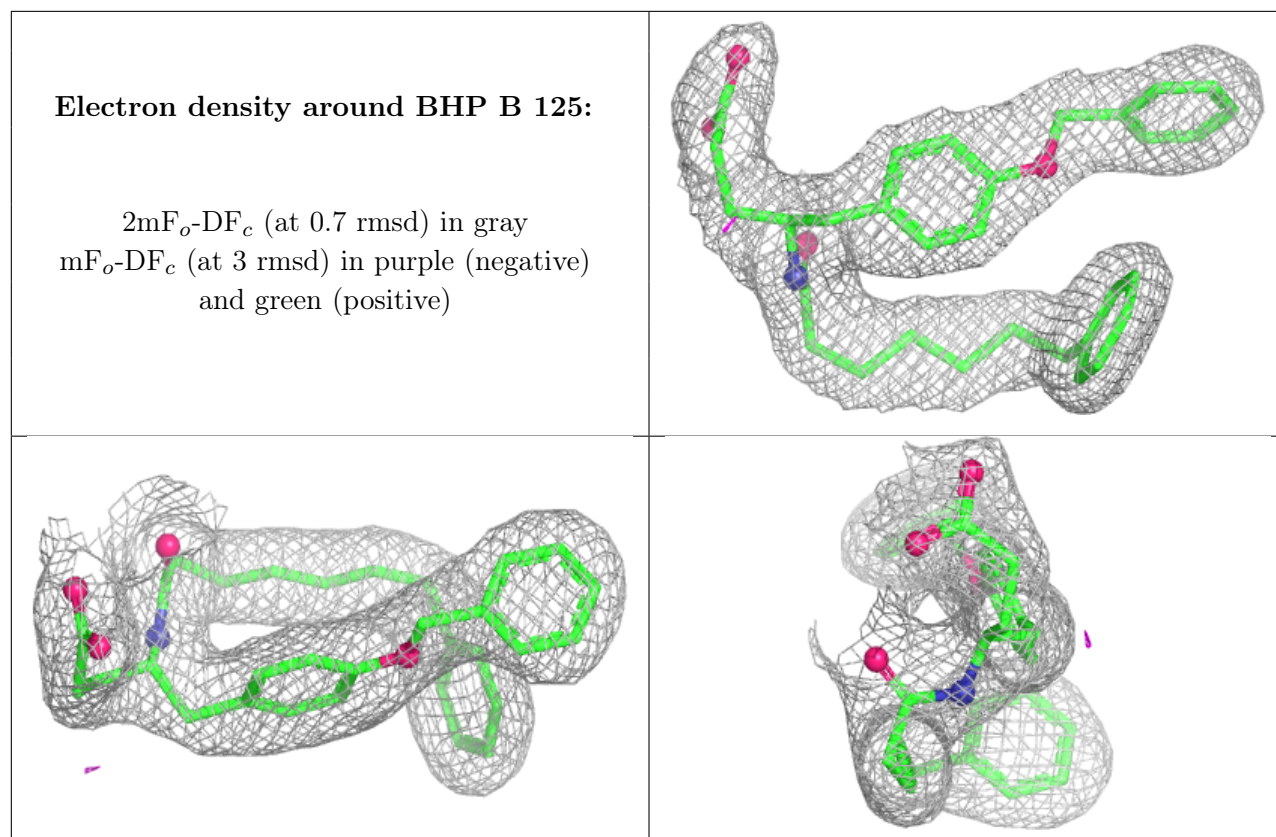 Electron density around BHP B 125:
2mFo-DFc (at 0.7 rmsd) in gray
mFo-DFc (at 3 rmsd) in purple (negative)
and green (positive)